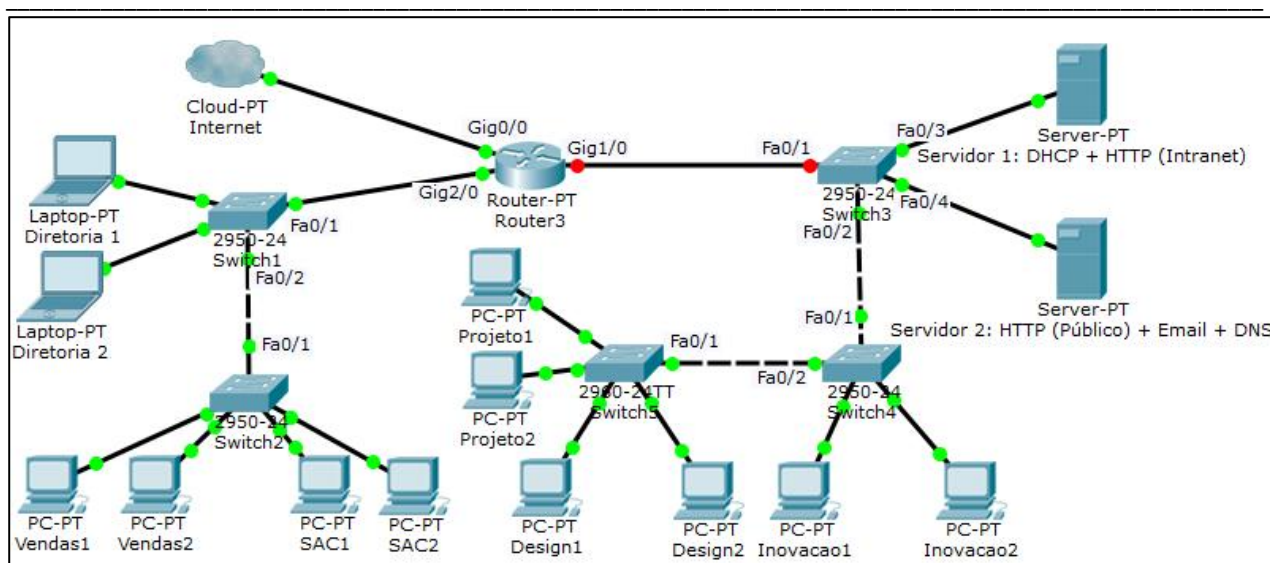 Cloud-PT
Internet
Gig0/0
Gig1/0
Gig2/0
Router-PT
Router3
Fa0/1
Fa0/3
Server-PT
Servidor 1: DHCP + HTTP (Intranet)
Fa0/4
2950-24
Switch3
Fa0/2
Laptop-PT
Diretoria 1
Fa0/1
2950-24
Switch1
Fa0/2
Laptop-PT
Diretoria 2
PC-PT
Projeto1
Server-PT
Servidor 2: HTTP (Público) + Email + DNS
Fa0/1
Fa0/1
Fa0/1
Fa0/2
2950-24
Switch2
PC-PT
Projeto2
2960-24TT
Switch5
2950-24
Switch4
PC-PT
Vendas1
PC-PT
Vendas2
PC-PT
SAC1
PC-PT
SAC2
PC-PT
Design1
PC-PT
Design2
PC-PT
Inovacao1
PC-PT
Inovacao2